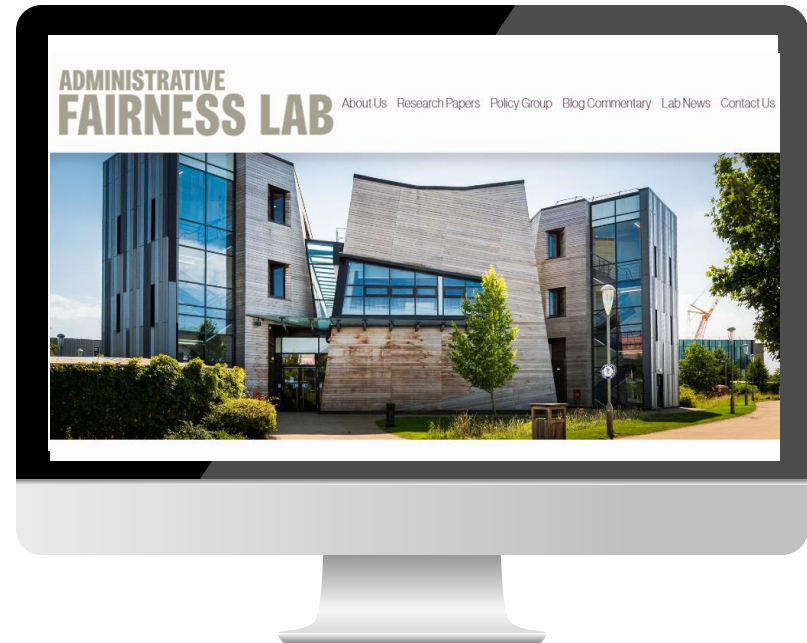 ADMINISTRATIVE
FAIRNESS LAB
About Us Research Papers Policy Group Blog Commentary Lab News Contact Us